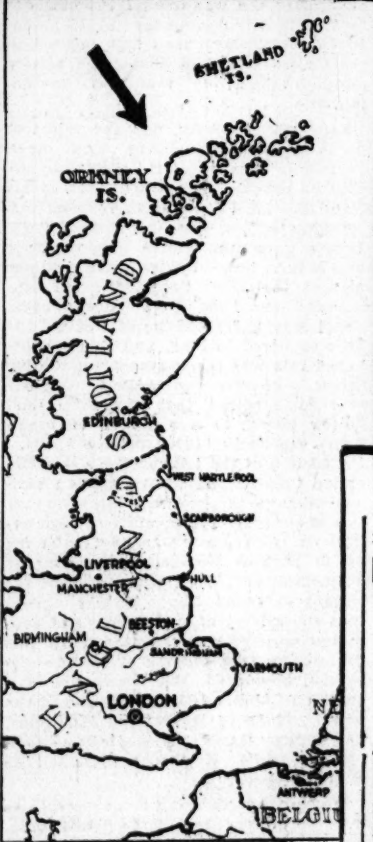 SHETLAND
IS.
ORKNEY
IS.
SCOTLAND
EDINBURGH
WEST HARTLEPOOL
SCARBOROUGH
ENGLAND
LIVERPOOL
HULL
MANCHESTER
BEESTON
BIRMINGHAM
SANDRINGHAM
YARMOUTH
LONDON
NE
ANTWERP
BELGIU